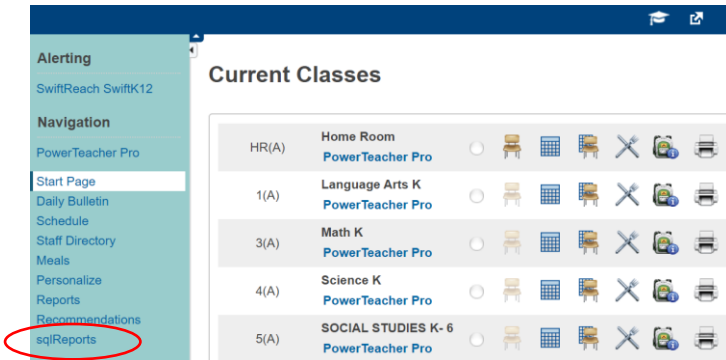 Alerting
SwiftReach SwiftK12
Navigation
PowerTeacher Pro
Start Page
Daily Bulletin
Schedule
Staff Directory
Meals
Personalize
Reports
Recommendations
sqlReports
Current Classes
HR(A)
Home Room
PowerTeacher Pro
1(A)
Language Arts K
PowerTeacher Pro
3(A)
Math K
PowerTeacher Pro
4(A)
Science K
PowerTeacher Pro
5(A)
SOCIAL STUDIES K- 6
PowerTeacher Pro